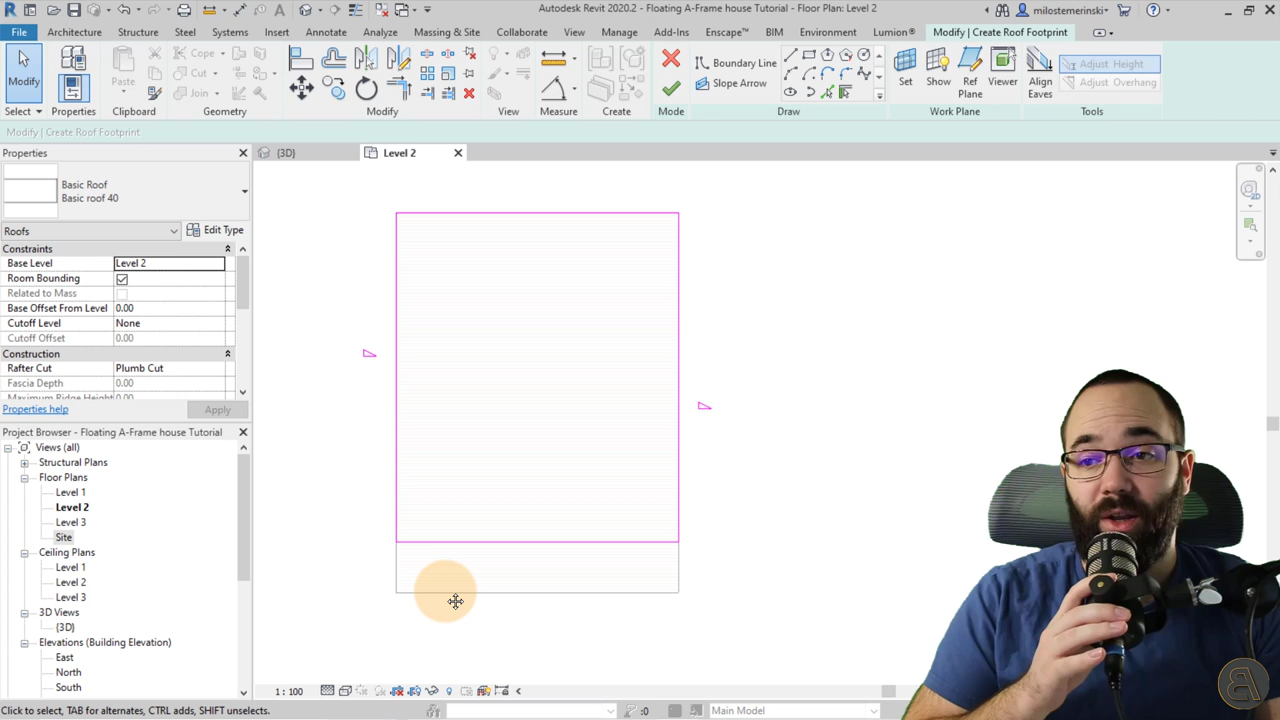 Autodesk Revit 2020.2 - Floating A-Frame house Tutorial - Floor Plan: Level 2
milostemerinski
File Architecture Structure Steel Systems Insert Annotate Analyze Massing & Site Collaborate View Manage Add-Ins Enscape™ BIM Environment Lumion® Modify | Create Roof Footprint
Modify Properties Paste Cope Cut Join Boundary Line Slope Arrow Set Show Ref Plane Viewer Align Eaves Adjust Height Adjust Overhang
Select Properties Clipboard Geometry Modify View Measure Create Mode Draw Work Plane Tools
Modify | Create Roof Footprint
Properties
{3D}
Level 2
Basic Roof
Basic roof 40
Roofs
Edit Type
Constraints
Base Level Level 2
Room Bounding
Related to Mass
Base Offset From Level 0.00
Cutoff Level None
Cutoff Offset 0.00
Construction
Rafter Cut Plumb Cut
Fascia Depth 0.00
Maximum Ridge Height 0.00
Properties help
Apply
Project Browser - Floating A-Frame house Tutorial
Views (all)
Structural Plans
Floor Plans
Level 1
Level 2
Level 3
Site
Ceiling Plans
Level 1
Level 2
Level 3
3D Views
{3D}
Elevations (Building Elevation)
East
North
South
1 : 100
Click to select, TAB for alternates, CTRL adds, SHIFT unselects.
:0
Main Model